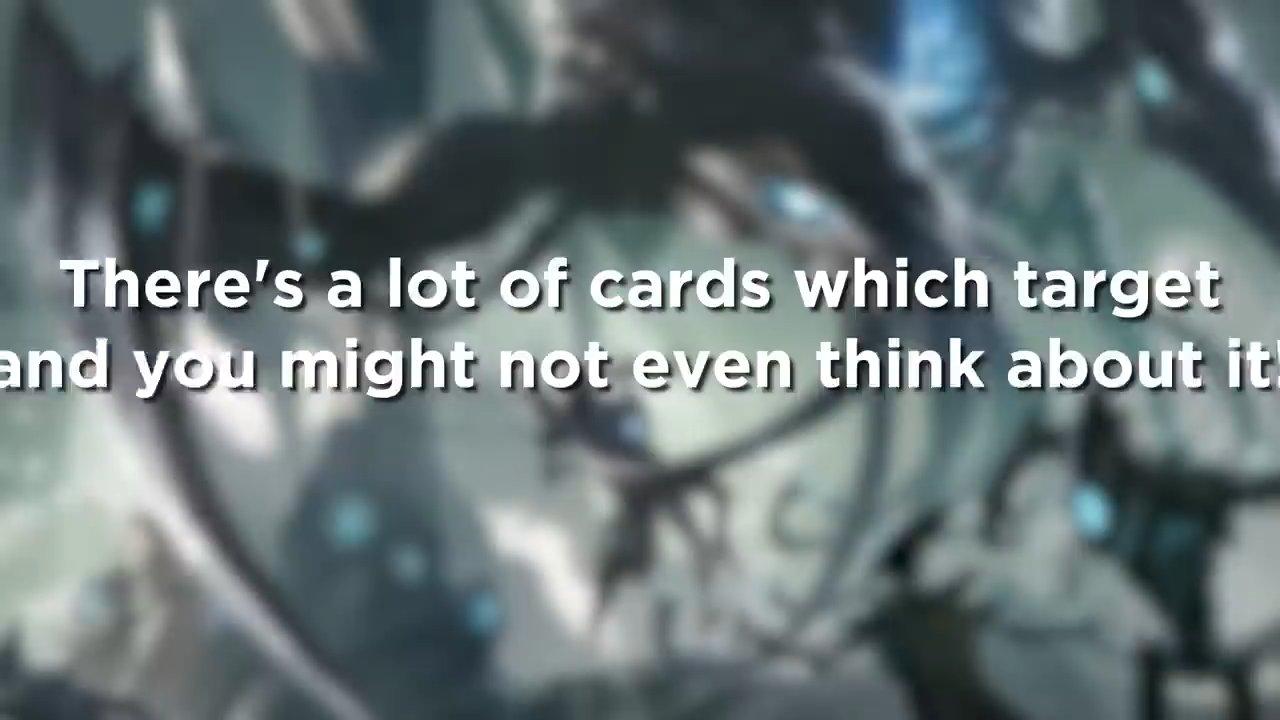 There's a lot of cards which target
and you might not even think about it!